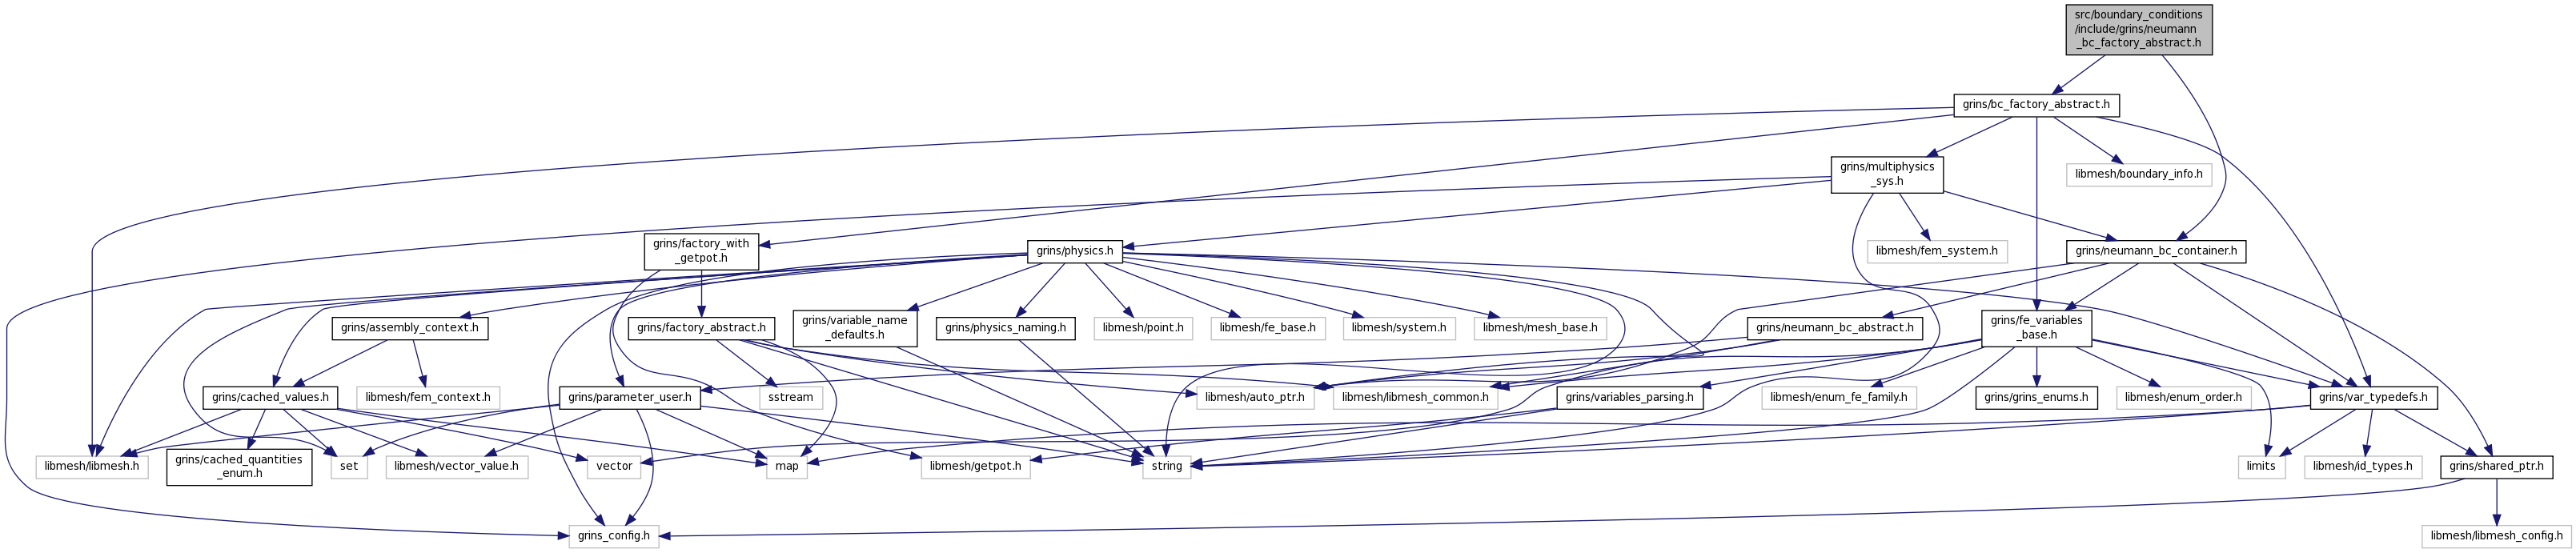 src/boundary_conditions
/include/grins/neumann
_bc_factory_abstract.h
grins/bc_factory_abstract.h
grins/multiphysics
_sys.h
libmesh/boundary_info.h
grins/factory_with
_getpot.h
grins/physics.h
libmesh/fem_system.h
grins/neumann_bc_container.h
grins/assembly_context.h
grins/factory_abstract.h
grins/variable_name
_defaults.h
grins/physics_naming.h
libmesh/point.h
libmesh/fe_base.h
libmesh/system.h
libmesh/mesh_base.h
grins/neumann_bc_abstract.h
grins/fe_variables
_base.h
grins/cached_values.h
libmesh/fem_context.h
grins/parameter_user.h
sstream
libmesh/auto_ptr.h
libmesh/libmesh_common.h
grins/variables_parsing.h
libmesh/enum_fe_family.h
grins/grins_enums.h
libmesh/enum_order.h
grins/var_typedefs.h
libmesh/libmesh.h
grins/cached_quantities
_enum.h
set
libmesh/vector_value.h
vector
map
libmesh/getpot.h
string
limits
libmesh/id_types.h
grins/shared_ptr.h
grins_config.h
libmesh/libmesh_config.h